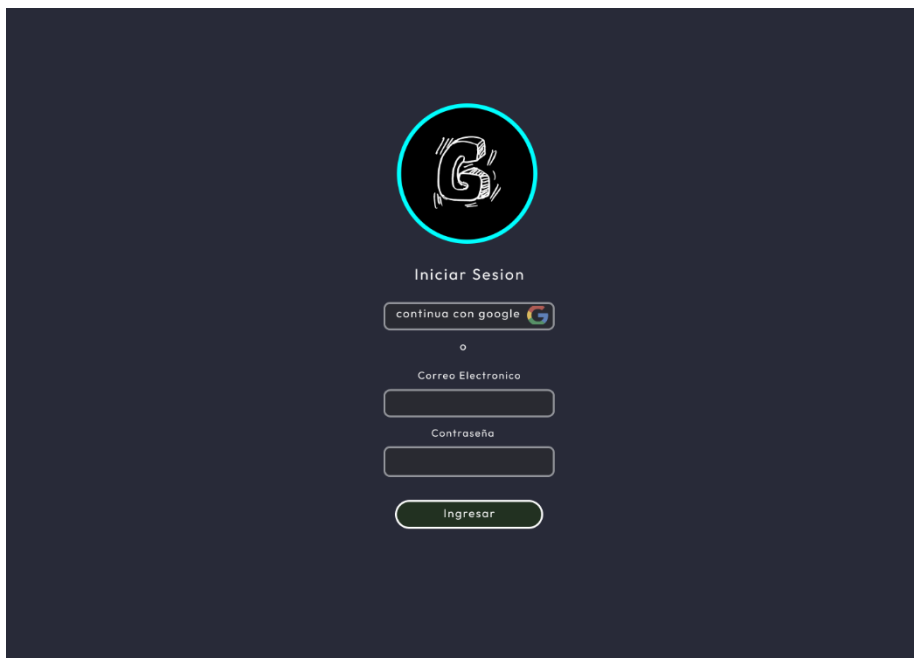 G
Iniciar Sesion
continua con google
o
Correo Electronico
Contraseña
Ingresar